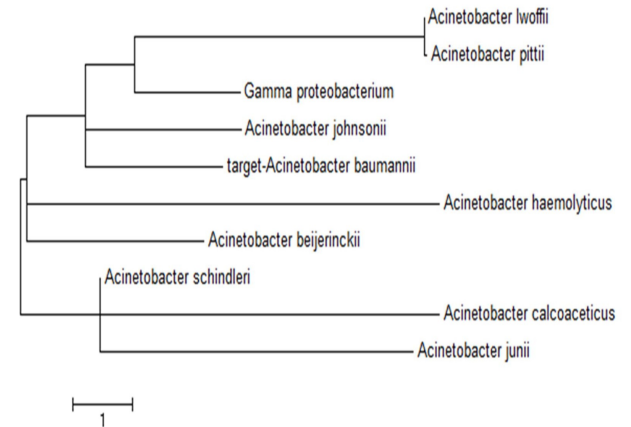 Acinetobacter lwoffii
Acinetobacter pittii
Gamma proteobacterium
Acinetobacter johnsonii
target-Acinetobacter baumannii
Acinetobacter haemolyticus
Acinetobacter beijerinckii
Acinetobacter schindleri
Acinetobacter calcoaceticus
Acinetobacter junii
1